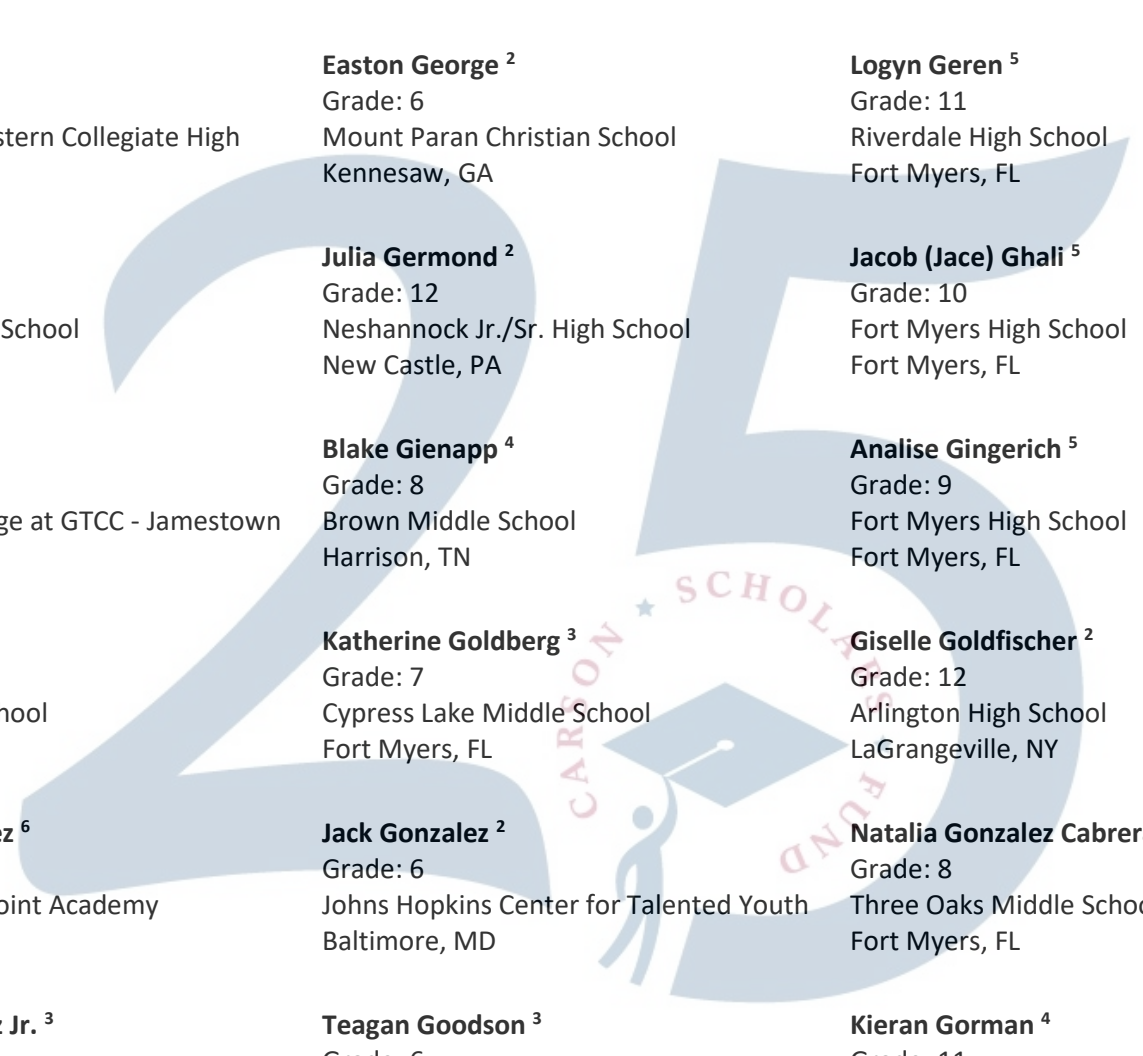 stern Collegiate High
School
ge at GTCC - Jamestown
hool
ez ⁶
oint Academy
z Jr. ³
Easton George ²
Grade: 6
Mount Paran Christian School
Kennesaw, GA
Julia Germond ²
Grade: 12
Neshannock Jr./Sr. High School
New Castle, PA
Blake Gienapp ⁴
Grade: 8
Brown Middle School
Harrison, TN
Katherine Goldberg ³
Grade: 7
Cypress Lake Middle School
Fort Myers, FL
Jack Gonzalez ²
Grade: 6
Johns Hopkins Center for Talented Youth
Baltimore, MD
Teagan Goodson ³
Grade: 6
Logyn Geren ⁵
Grade: 11
Riverdale High School
Fort Myers, FL
Jacob (Jace) Ghali ⁵
Grade: 10
Fort Myers High School
Fort Myers, FL
Analise Gingerich ⁵
Grade: 9
Fort Myers High School
Fort Myers, FL
Giselle Goldfischer ²
Grade: 12
Arlington High School
LaGrangeville, NY
Natalia Gonzalez Cabrer
Grade: 8
Three Oaks Middle Schoo
Fort Myers, FL
Kieran Gorman ⁴
Grade: 11
25
CARSON ★ SCHOLARS FUND